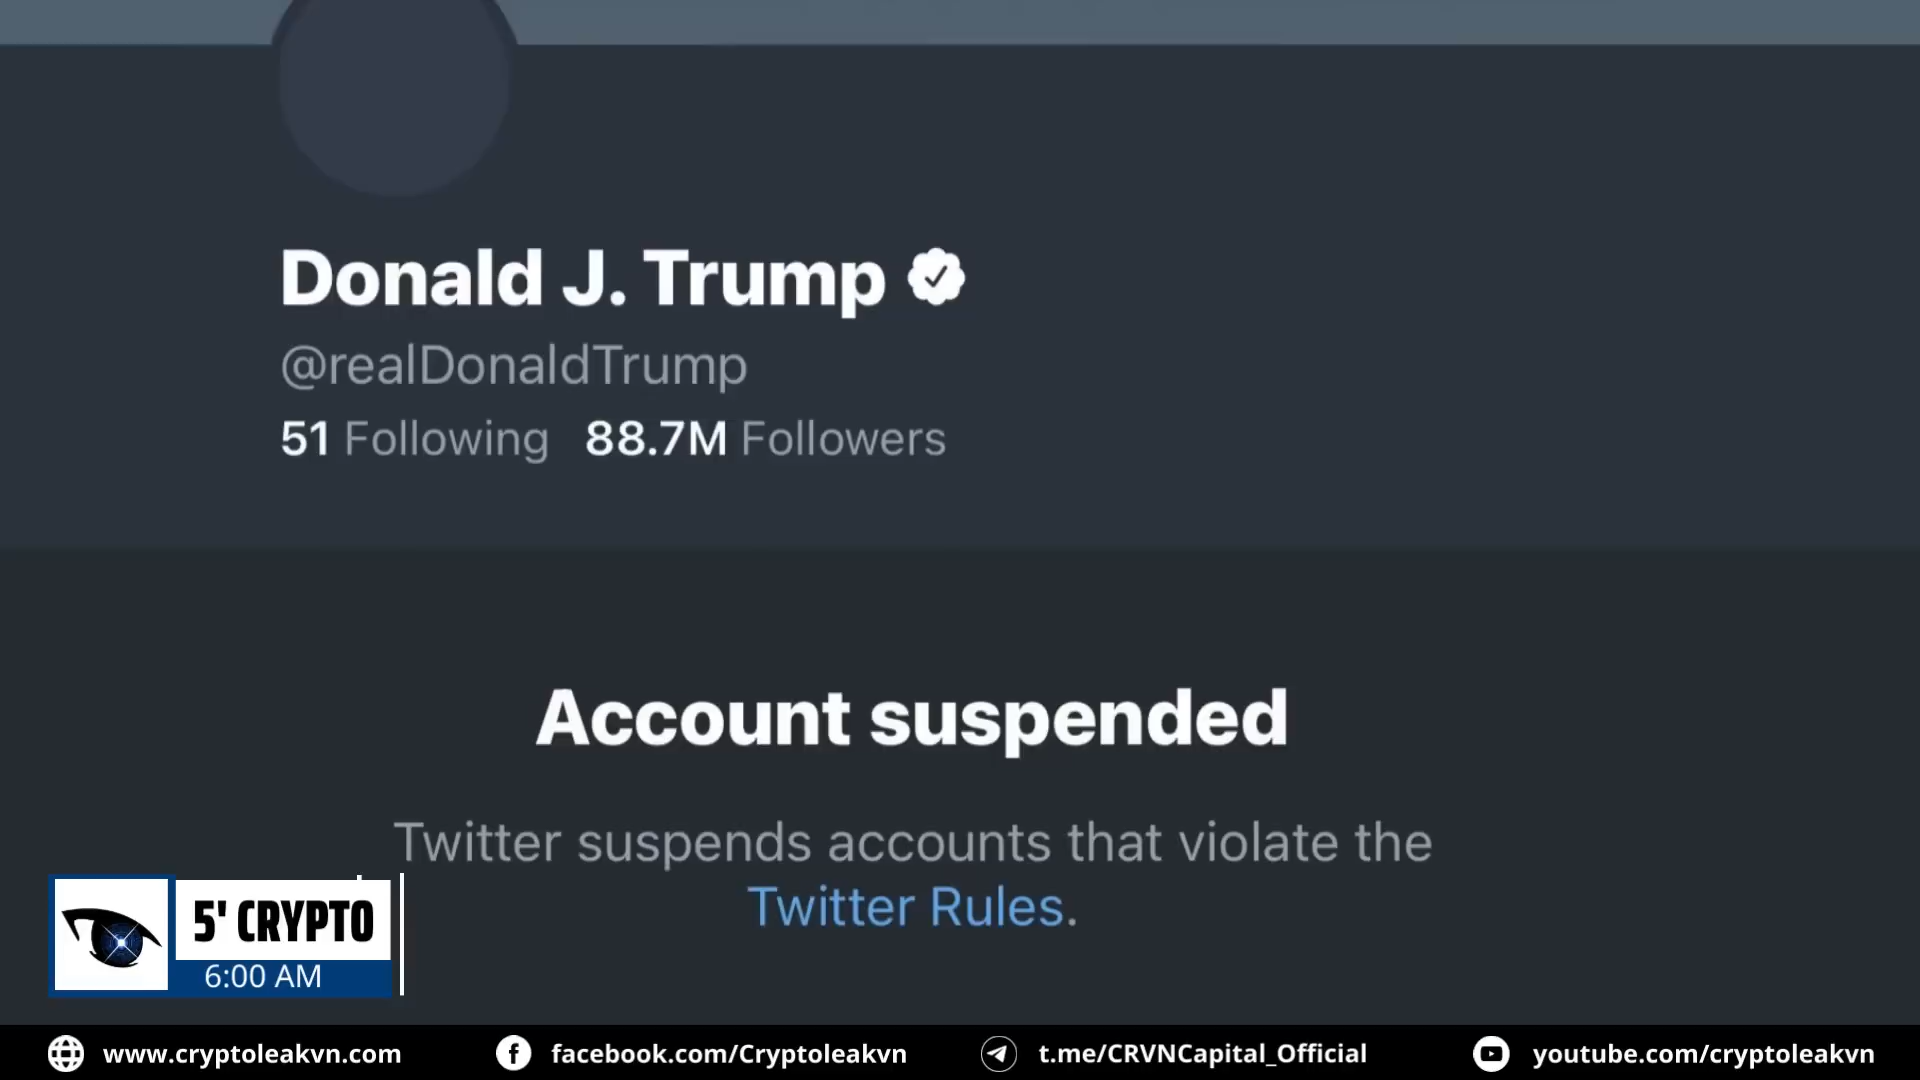 Donald J. Trump
@realDonaldTrump
51 Following 88.7M Followers
Account suspended
Twitter suspends accounts that violate the
Twitter Rules.
5' CRYPTO
6:00 AM
www.cryptoleakvn.com facebook.com/Cryptoleakvn t.me/CRVNCapital_Official youtube.com/cryptoleakvn